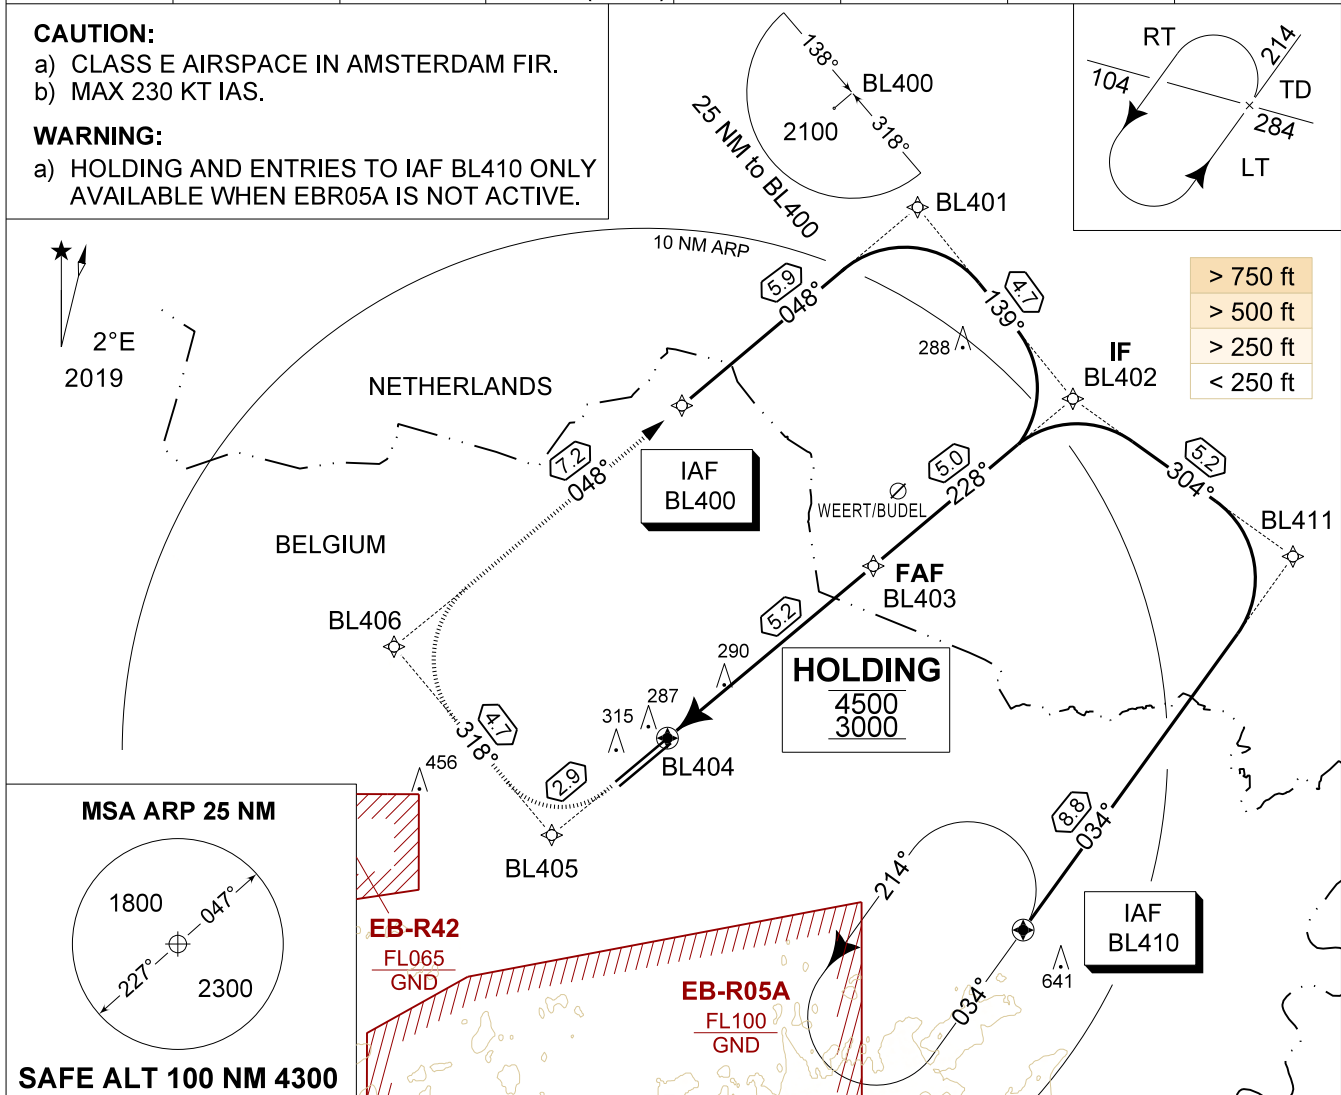 CAUTION:
a) CLASS E AIRSPACE IN AMSTERDAM FIR.
b) MAX 230 KT IAS.
WARNING:
a) HOLDING AND ENTRIES TO IAF BL410 ONLY
AVAILABLE WHEN EBR05A IS NOT ACTIVE.
138°
BL400
2100
318°
25 NM to BL400
RT
214
104
TD
284
LT
BL401
10 NM ARP
2°E
2019
5.9
048°
4.7
139°
288
> 750 ft
> 500 ft
> 250 ft
< 250 ft
IF
BL402
NETHERLANDS
7.2
048°
IAF
BL400
5.0
228°
WEERT/BUDEL
5.2
304°
BL411
BELGIUM
FAF
BL403
BL406
5.2
290
HOLDING
4500
3000
287
315
4.7
318°
BL404
456
2.9
BL405
8.8
034°
MSA ARP 25 NM
1800
047°
227°
2300
SAFE ALT 100 NM 4300
EB-R42
FL065
GND
EB-R05A
FL100
GND
214°
034°
IAF
BL410
641